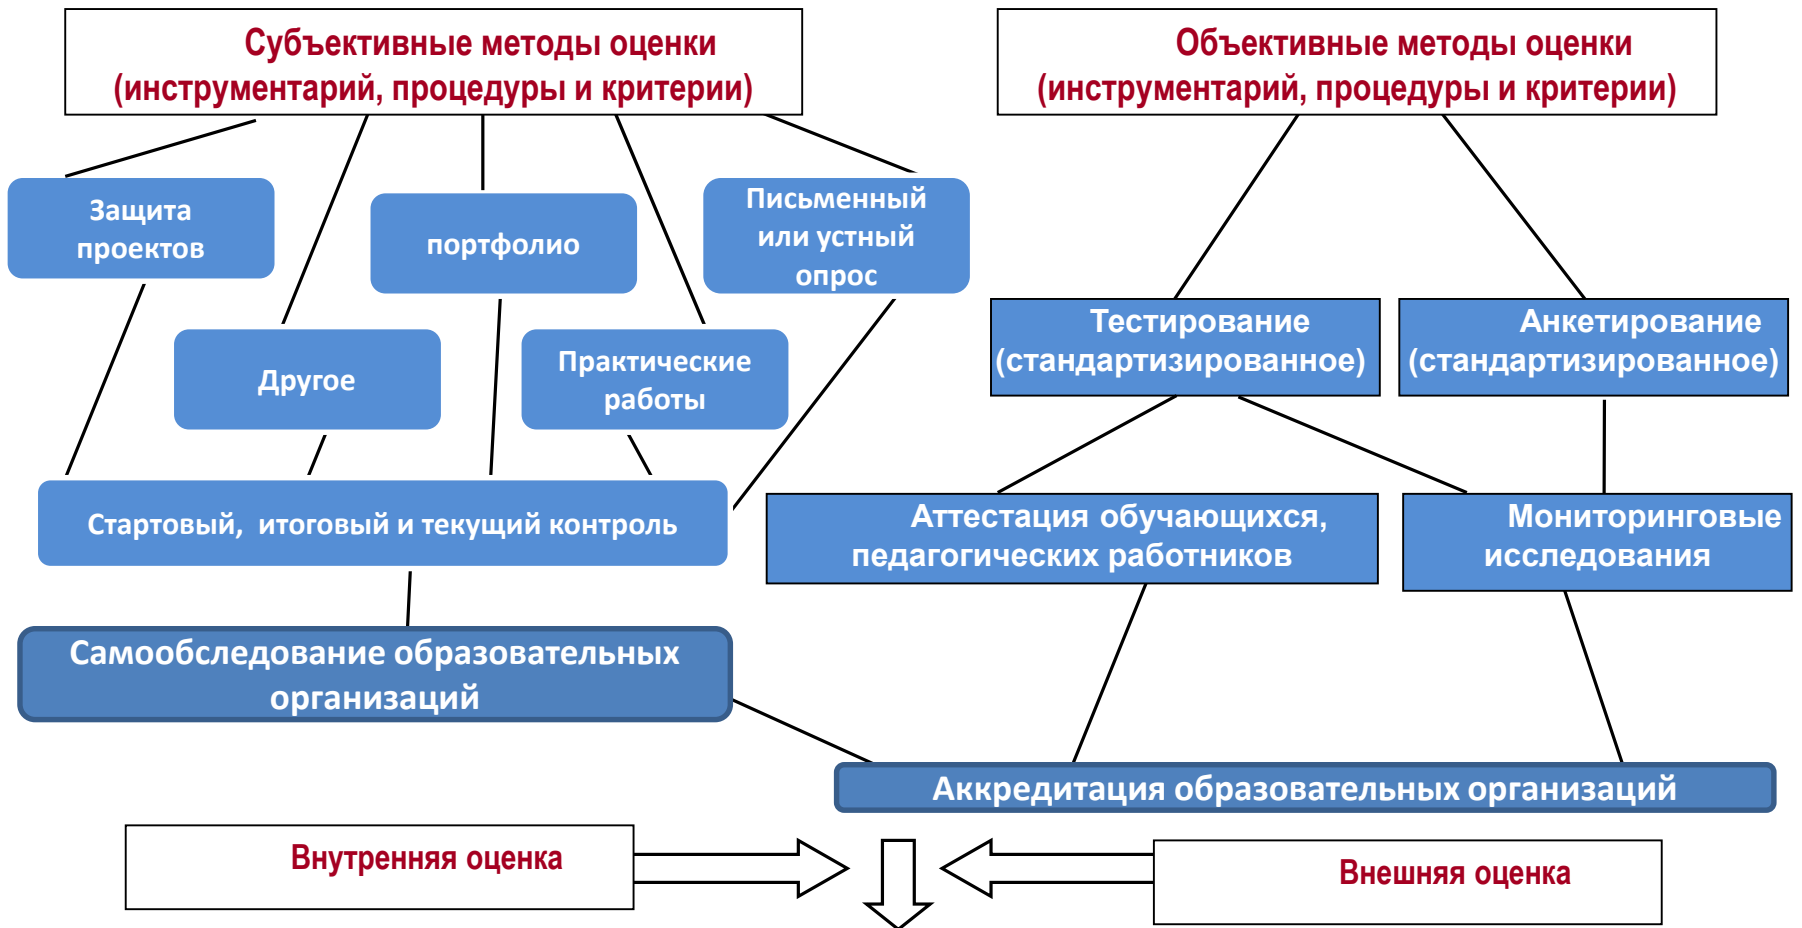 Субъективные методы оценки
(инструментарий, процедуры и критерии)
Объективные методы оценки
(инструментарий, процедуры и критерии)
Защита
проектов
портфолио
Письменный
или устный
опрос
Другое
Практические
работы
Тестирование
(стандартизированное)
Анкетирование
(стандартизированное)
Стартовый,  итоговый и текущий контроль
Аттестация обучающихся,
педагогических работников
Мониторинговые
исследования
Самообследование образовательных
организаций
Аккредитация образовательных организаций
Внутренняя оценка
Внешняя оценка